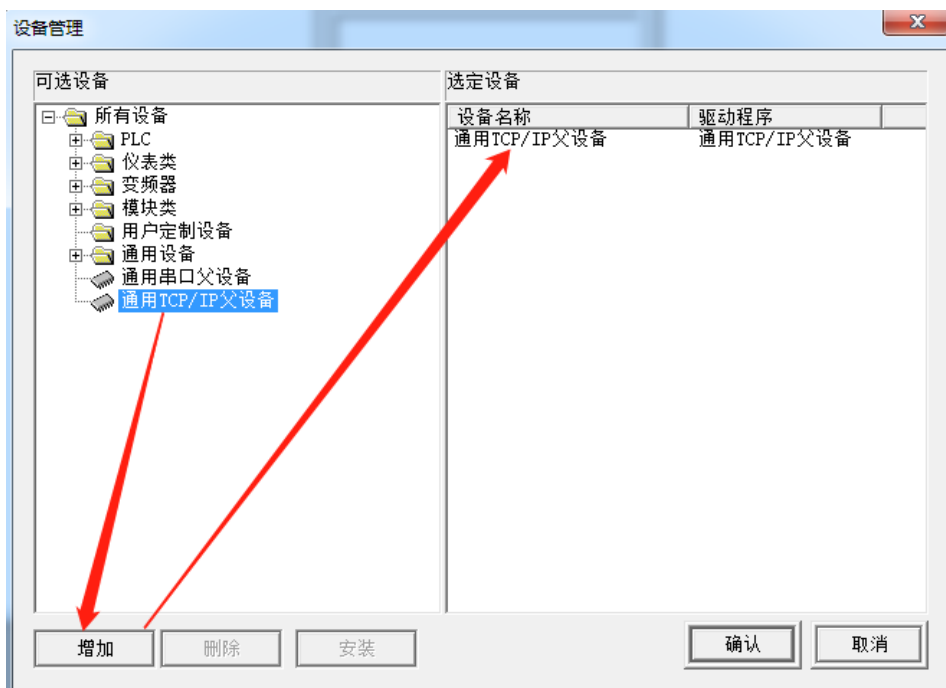 设备管理
可选设备
选定设备
所有设备
PLC
仪表类
变频器
模块类
用户定制设备
通用设备
通用串口父设备
通用TCP/IP父设备
设备名称 驱动程序
通用TCP/IP父设备 通用TCP/IP父设备
增加 删除 安装 确认 取消